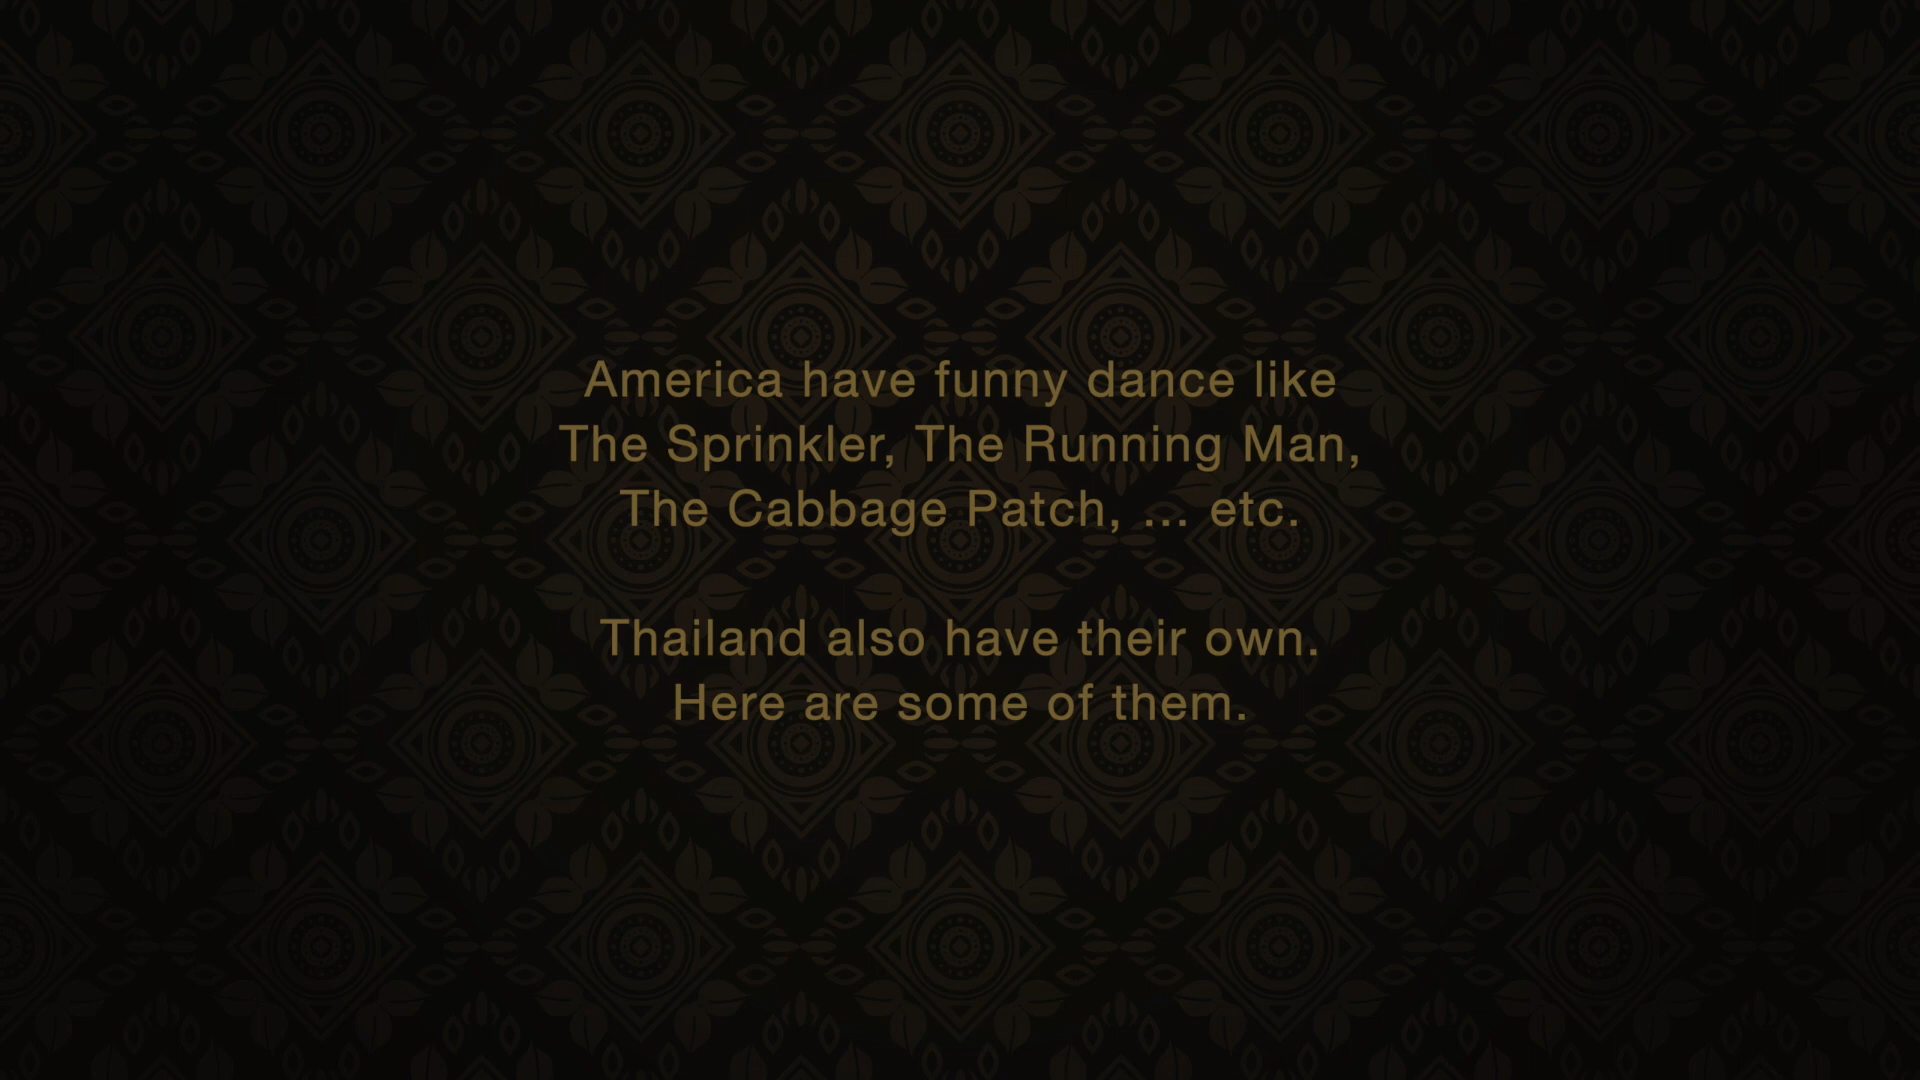 America have funny dance like
The Sprinkler, The Running Man,
The Cabbage Patch, ... etc.
Thailand also have their own.
Here are some of them.